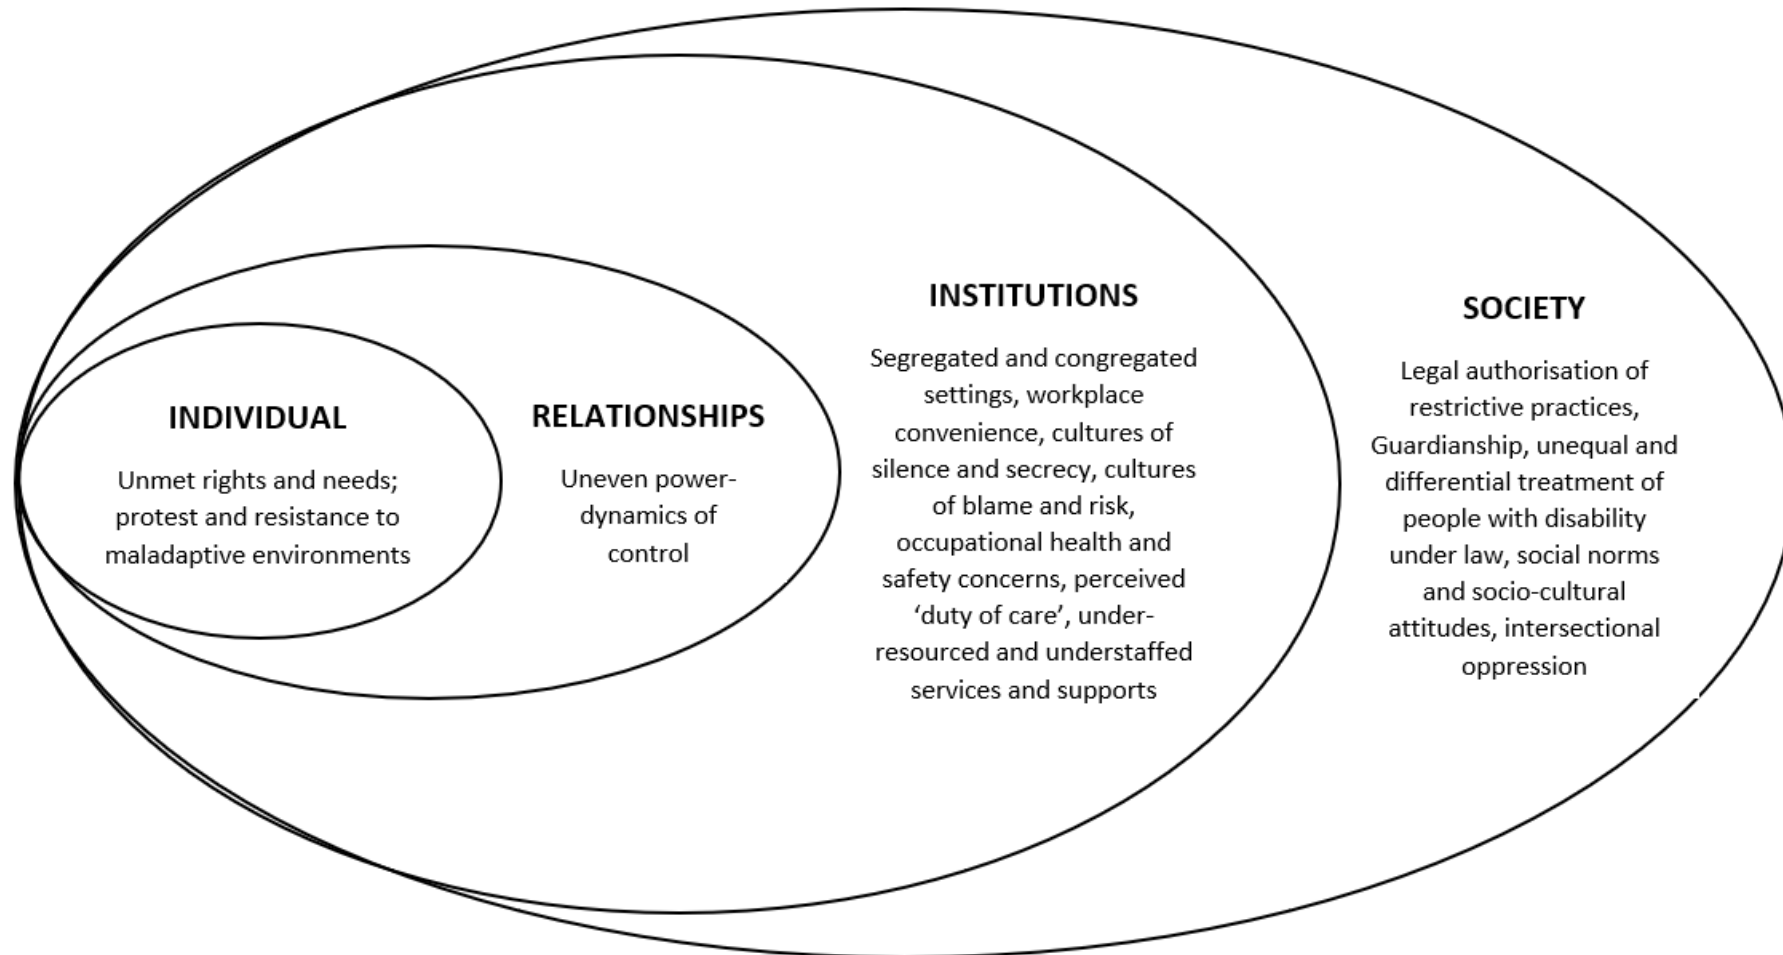 INDIVIDUAL
Unmet rights and needs;
protest and resistance to
maladaptive environments
RELATIONSHIPS
Uneven power-
dynamics of
control
INSTITUTIONS
Segregated and congregated
settings, workplace
convenience, cultures of
silence and secrecy, cultures
of blame and risk,
occupational health and
safety concerns, perceived
‘duty of care’, under-
resourced and understaffed
services and supports
SOCIETY
Legal authorisation of
restrictive practices,
Guardianship, unequal and
differential treatment of
people with disability
under law, social norms
and socio-cultural
attitudes, intersectional
oppression